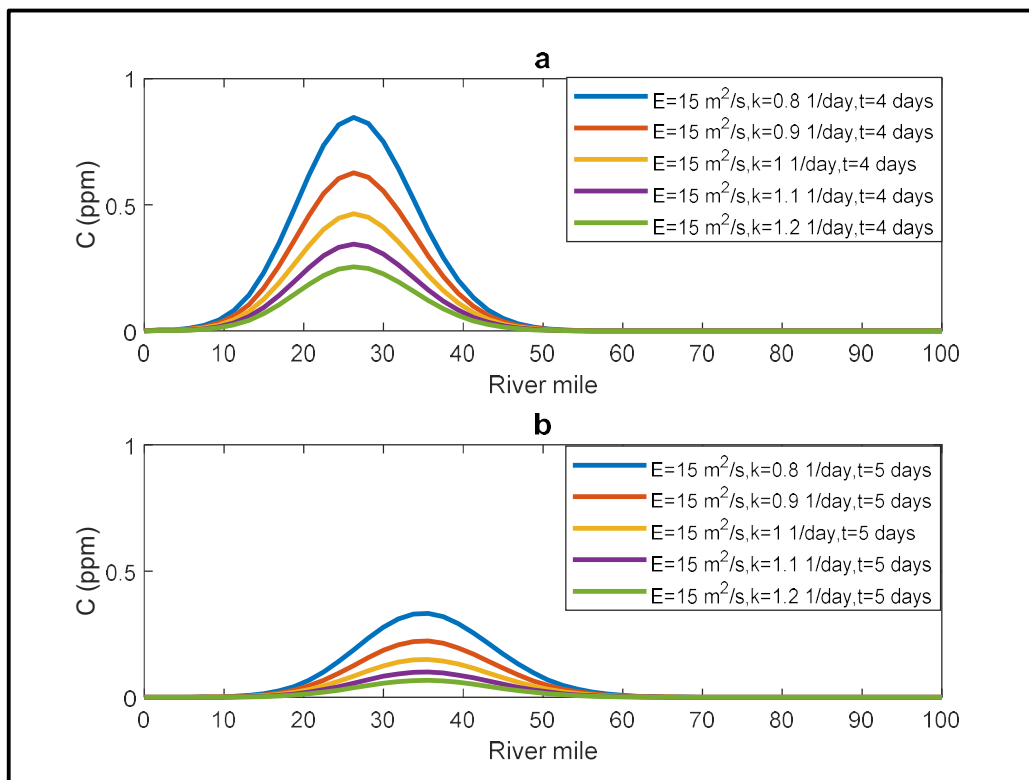 a
1
0.5
0
C (ppm)
E=15 m²/s,k=0.8 1/day,t=4 days
E=15 m²/s,k=0.9 1/day,t=4 days
E=15 m²/s,k=1 1/day,t=4 days
E=15 m²/s,k=1.1 1/day,t=4 days
E=15 m²/s,k=1.2 1/day,t=4 days
0 10 20 30 40 50 60 70 80 90 100
River mile
b
1
0.5
0
C (ppm)
E=15 m²/s,k=0.8 1/day,t=5 days
E=15 m²/s,k=0.9 1/day,t=5 days
E=15 m²/s,k=1 1/day,t=5 days
E=15 m²/s,k=1.1 1/day,t=5 days
E=15 m²/s,k=1.2 1/day,t=5 days
0 10 20 30 40 50 60 70 80 90 100
River mile